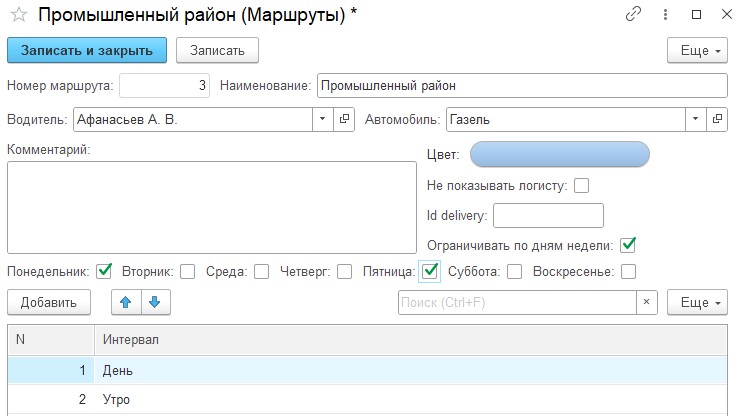 Промышленный район (Маршруты) *
Записать и закрыть Записать Еще
Номер маршрута: 3 Наименование: Промышленный район
Водитель: Афанасьев А. В. Автомобиль: Газель
Комментарий: Цвет:
Не показывать логисту:
Id delivery:
Ограничивать по дням недели:
Понедельник: Вторник: Среда: Четверг: Пятница: Суббота: Воскресенье:
Добавить Поиск (Ctrl+F) × Еще
N Интервал
1 День
2 Утро